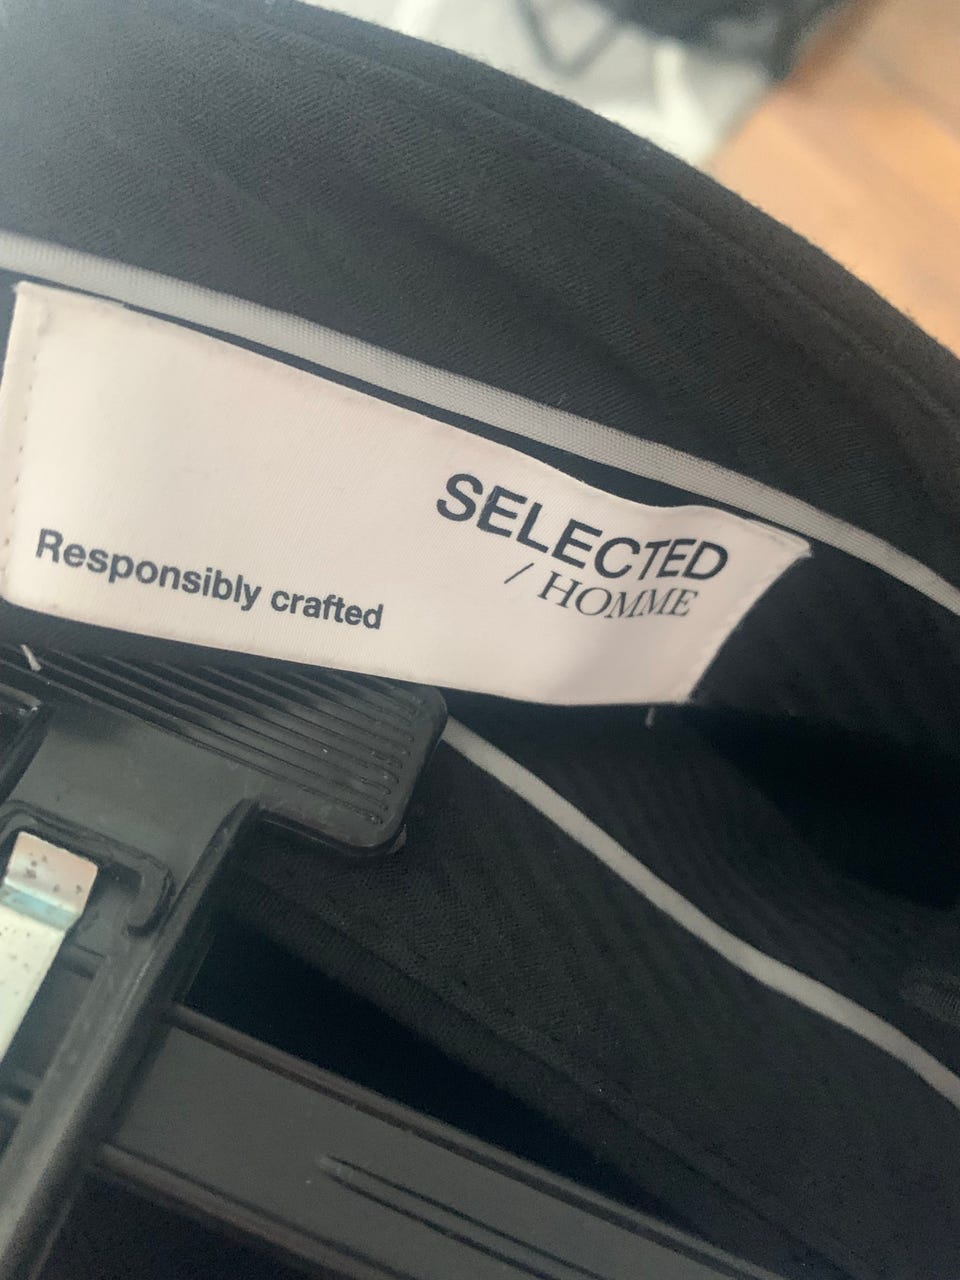 SELECTED
/ HOMME
Responsibly crafted